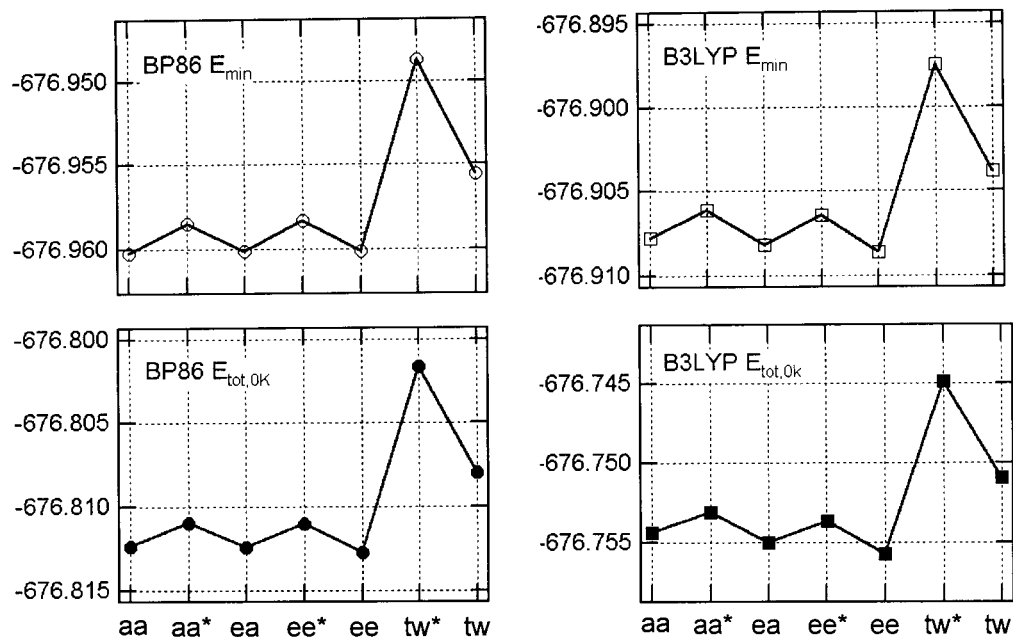 BP86 Emin
-676.950
-676.955
-676.960
B3LYP Emin
-676.895
-676.900
-676.905
-676.910
BP86 Etot,0K
-676.800
-676.805
-676.810
-676.815
aa aa* ea ee* ee tw* tw
B3LYP Etot,0k
-676.745
-676.750
-676.755
aa aa* ea ee* ee tw* tw